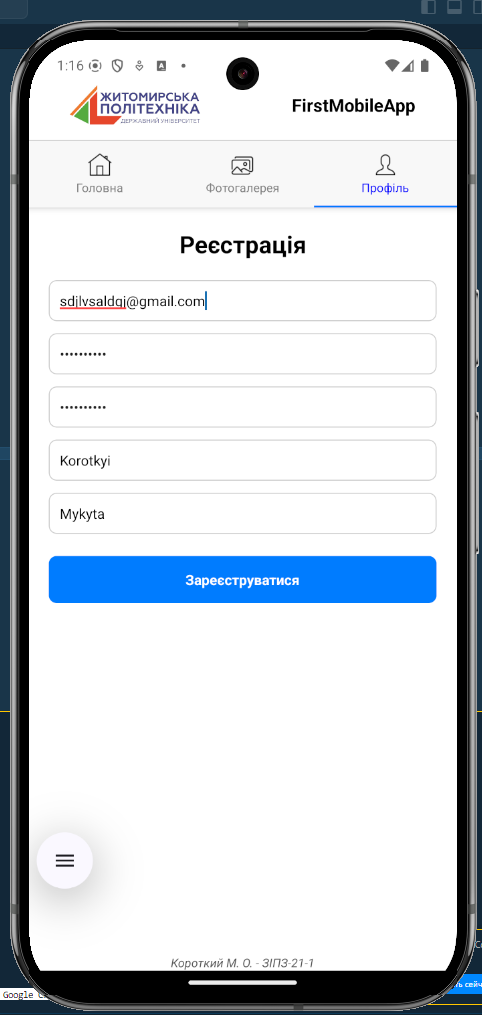 1:16
ЖИТОМИРСЬКА
ПОЛІТЕХНІКА
ДЕРЖАВНИЙ УНІВЕРСИТЕТ
FirstMobileApp
Головна
Фотогалерея
Профіль
Реєстрація
sdjlvsaldqj@gmail.com
••••••••••
••••••••••
Korotkyi
Mykyta
Зареєструватися
Короткий М. О. - ЗІПЗ-21-1
Google